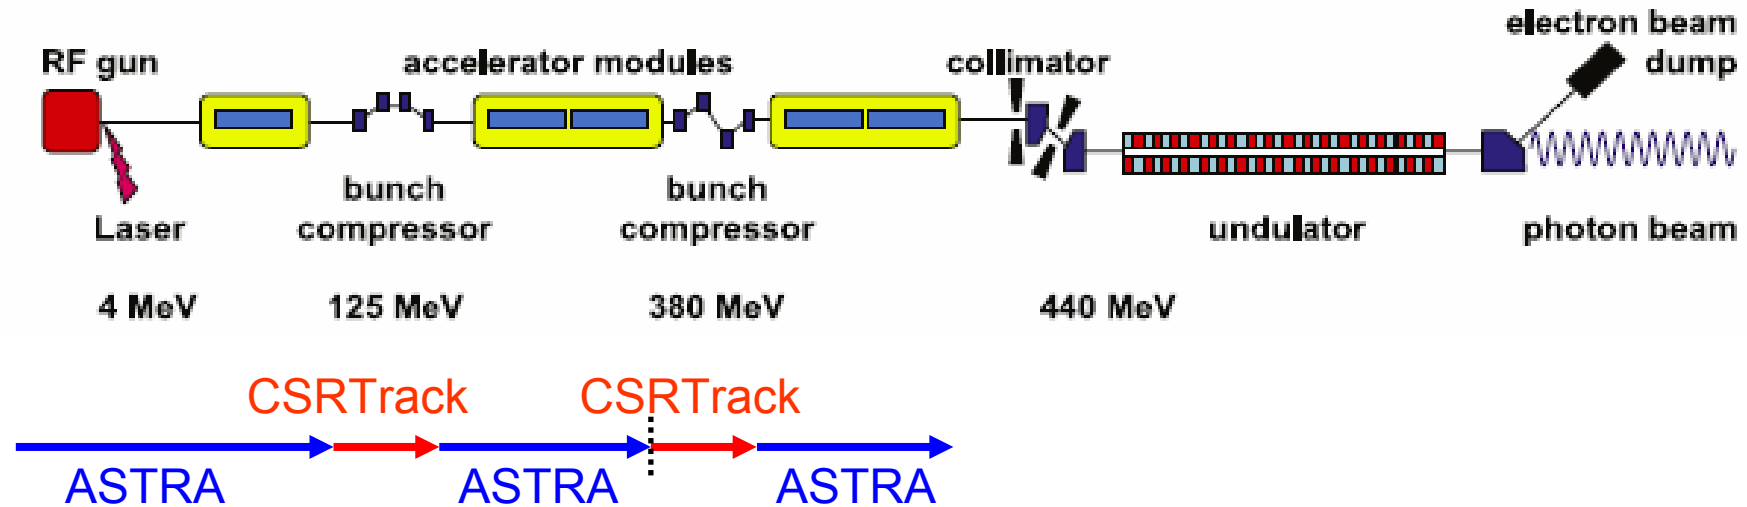 electron beam
dump
RF gun
accelerator modules
collimator
Laser
bunch
compressor
bunch
compressor
undulator
photon beam
4 MeV
125 MeV
380 MeV
440 MeV
CSRTrack
CSRTrack
ASTRA
ASTRA
ASTRA